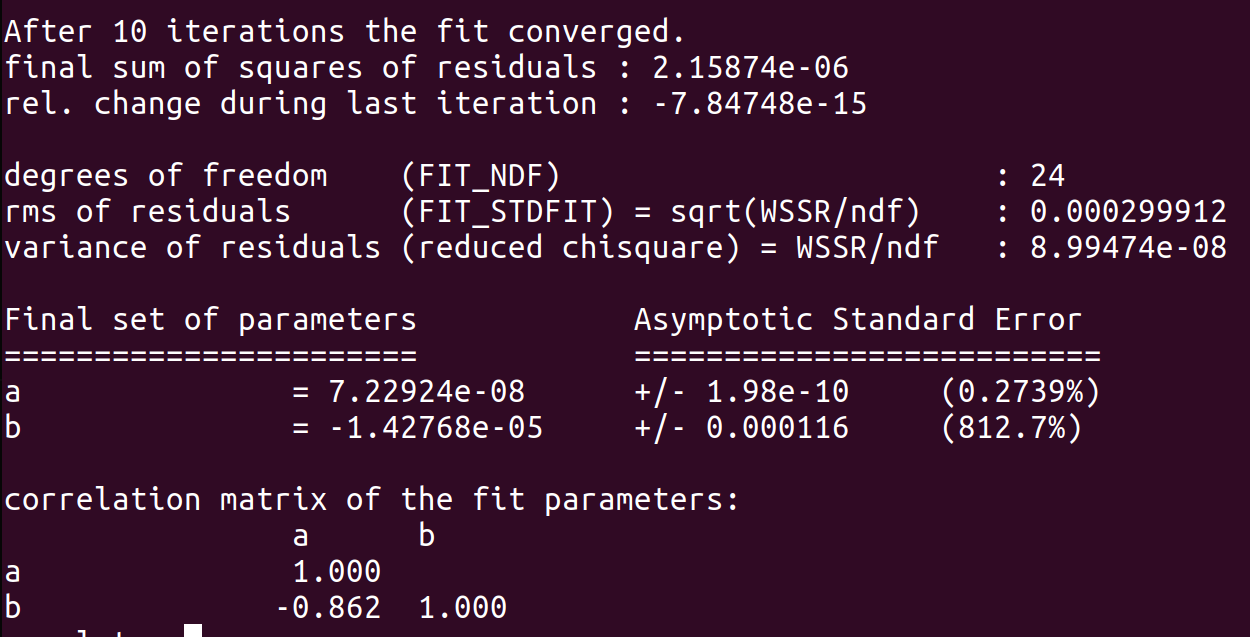 After 10 iterations the fit converged.
final sum of squares of residuals : 2.15874e-06
rel. change during last iteration : -7.84748e-15
degrees of freedom    (FIT_NDF)                        : 24
rms of residuals      (FIT_STDFIT) = sqrt(WSSR/ndf)    : 0.000299912
variance of residuals (reduced chisquare) = WSSR/ndf   : 8.99474e-08
Final set of parameters            Asymptotic Standard Error
=======================            ==========================
a               = 7.22924e-08      +/- 1.98e-10     (0.2739%)
b               = -1.42768e-05     +/- 0.000116     (812.7%)
correlation matrix of the fit parameters:
                a      b
a               1.000
b              -0.862  1.000